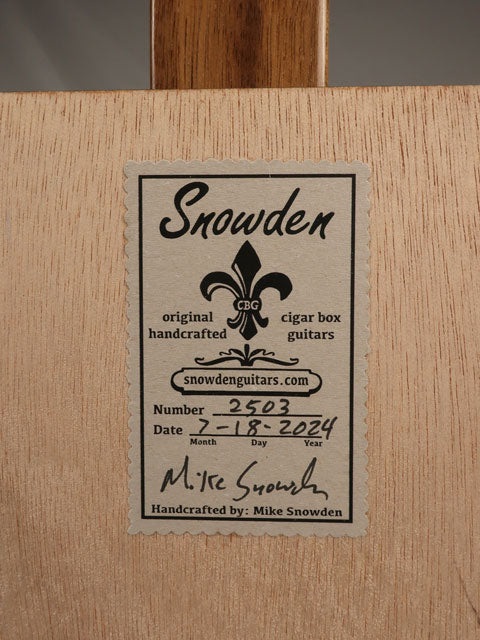 Snowden
CBG
original handcrafted
cigar box guitars
snowdenguitars.com
Number 2503
Date 7-18-2024
Month Day Year
Mike Snowden
Handcrafted by: Mike Snowden